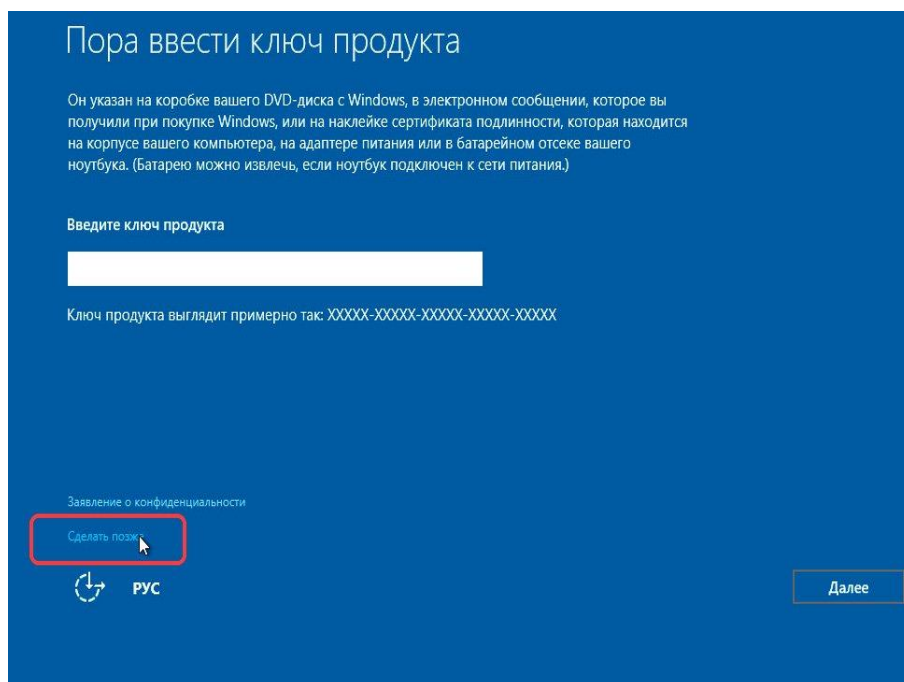 Пора ввести ключ продукта
Он указан на коробке вашего DVD-диска с Windows, в электронном сообщении, которое вы
получили при покупке Windows, или на наклейке сертификата подлинности, которая находится
на корпусе вашего компьютера, на адаптере питания или в батарейном отсеке вашего
ноутбука. (Батарею можно извлечь, если ноутбук подключен к сети питания.)
Введите ключ продукта
Ключ продукта выглядит примерно так: XXXXX-XXXXX-XXXXX-XXXXX-XXXXX
Заявление о конфиденциальности
Сделать позже
РУС
Далее